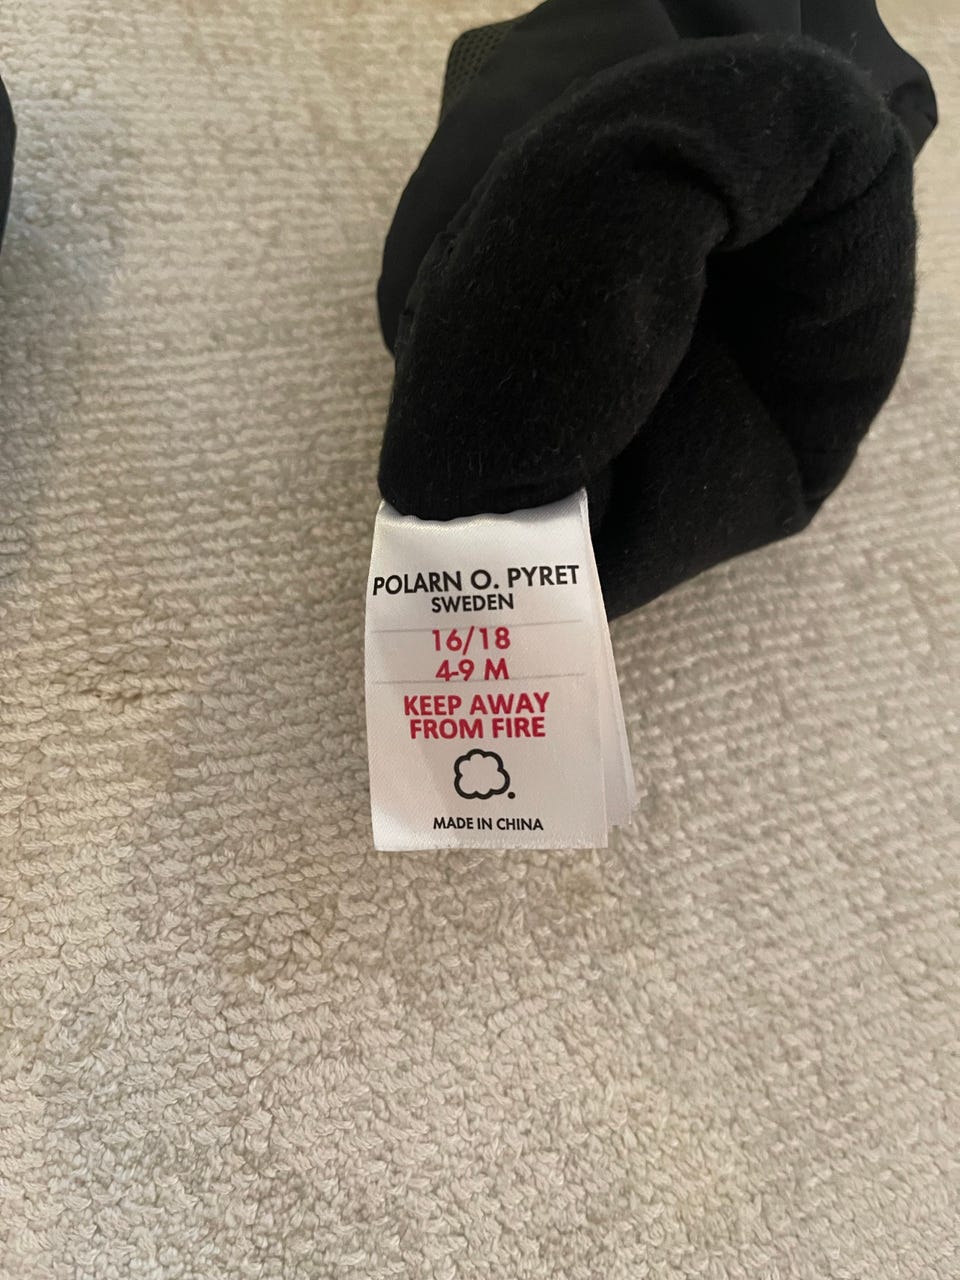 POLARN O. PYRET
SWEDEN
16/18
4-9 M
KEEP AWAY
FROM FIRE
MADE IN CHINA